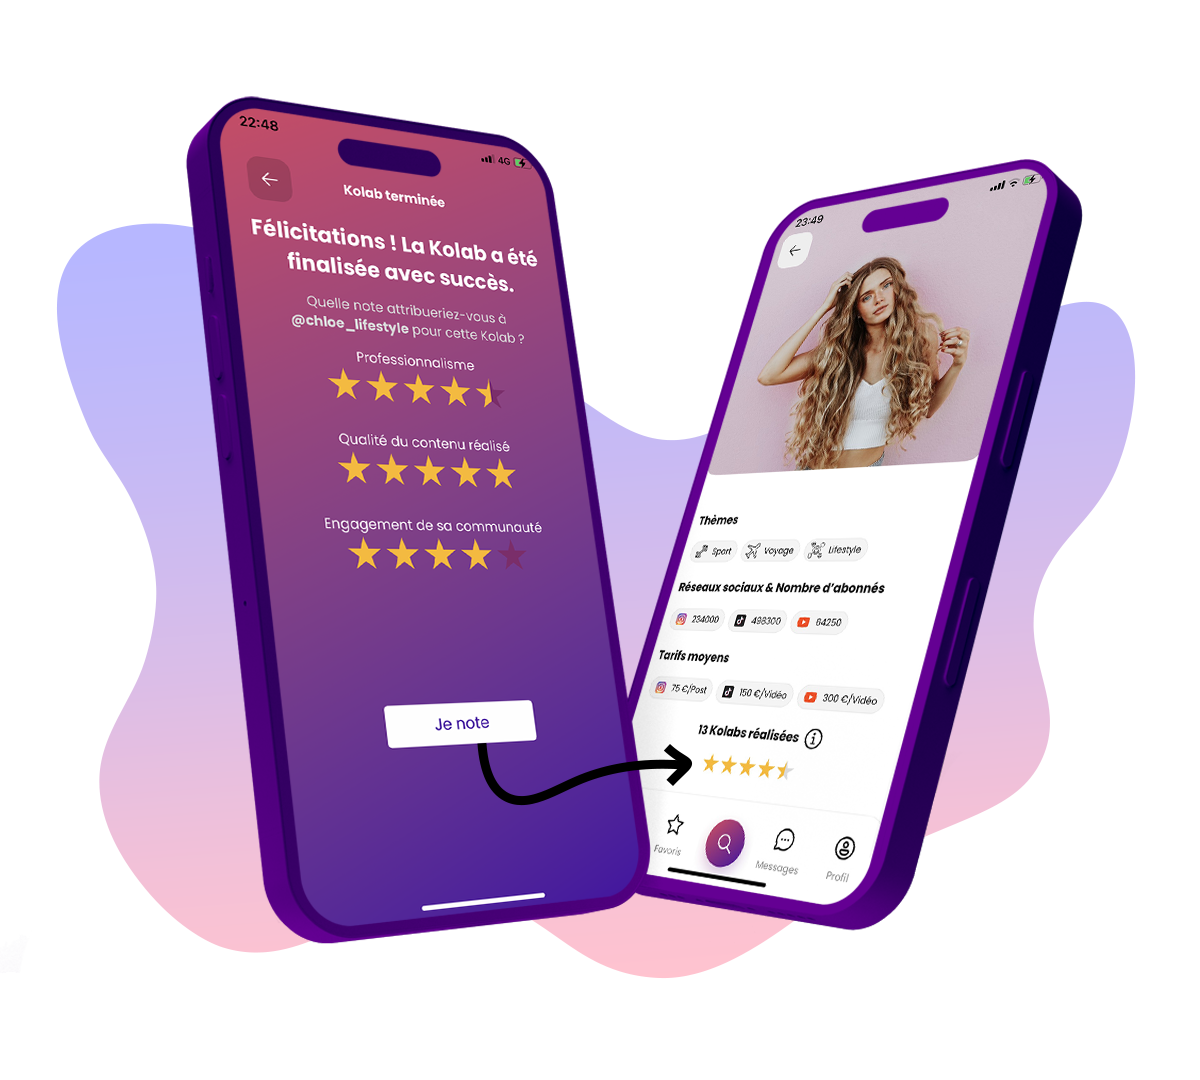 22:48
4G
Kolab terminée
Félicitations ! La Kolab a été
finalisée avec succès.
Quelle note attribueriez-vous à
@chloe_lifestyle pour cette Kolab ?
Professionnalisme
Qualité du contenu réalisé
Engagement de sa communauté
Je note
23:49
Thèmes
Sport Voyage Lifestyle
Réseaux sociaux & Nombre d'abonnés
234000 498300 64250
Tarifs moyens
75 €/Post 150 €/Vidéo 300 €/Vidéo
13 Kolabs réalisées
Favoris Messages Profil